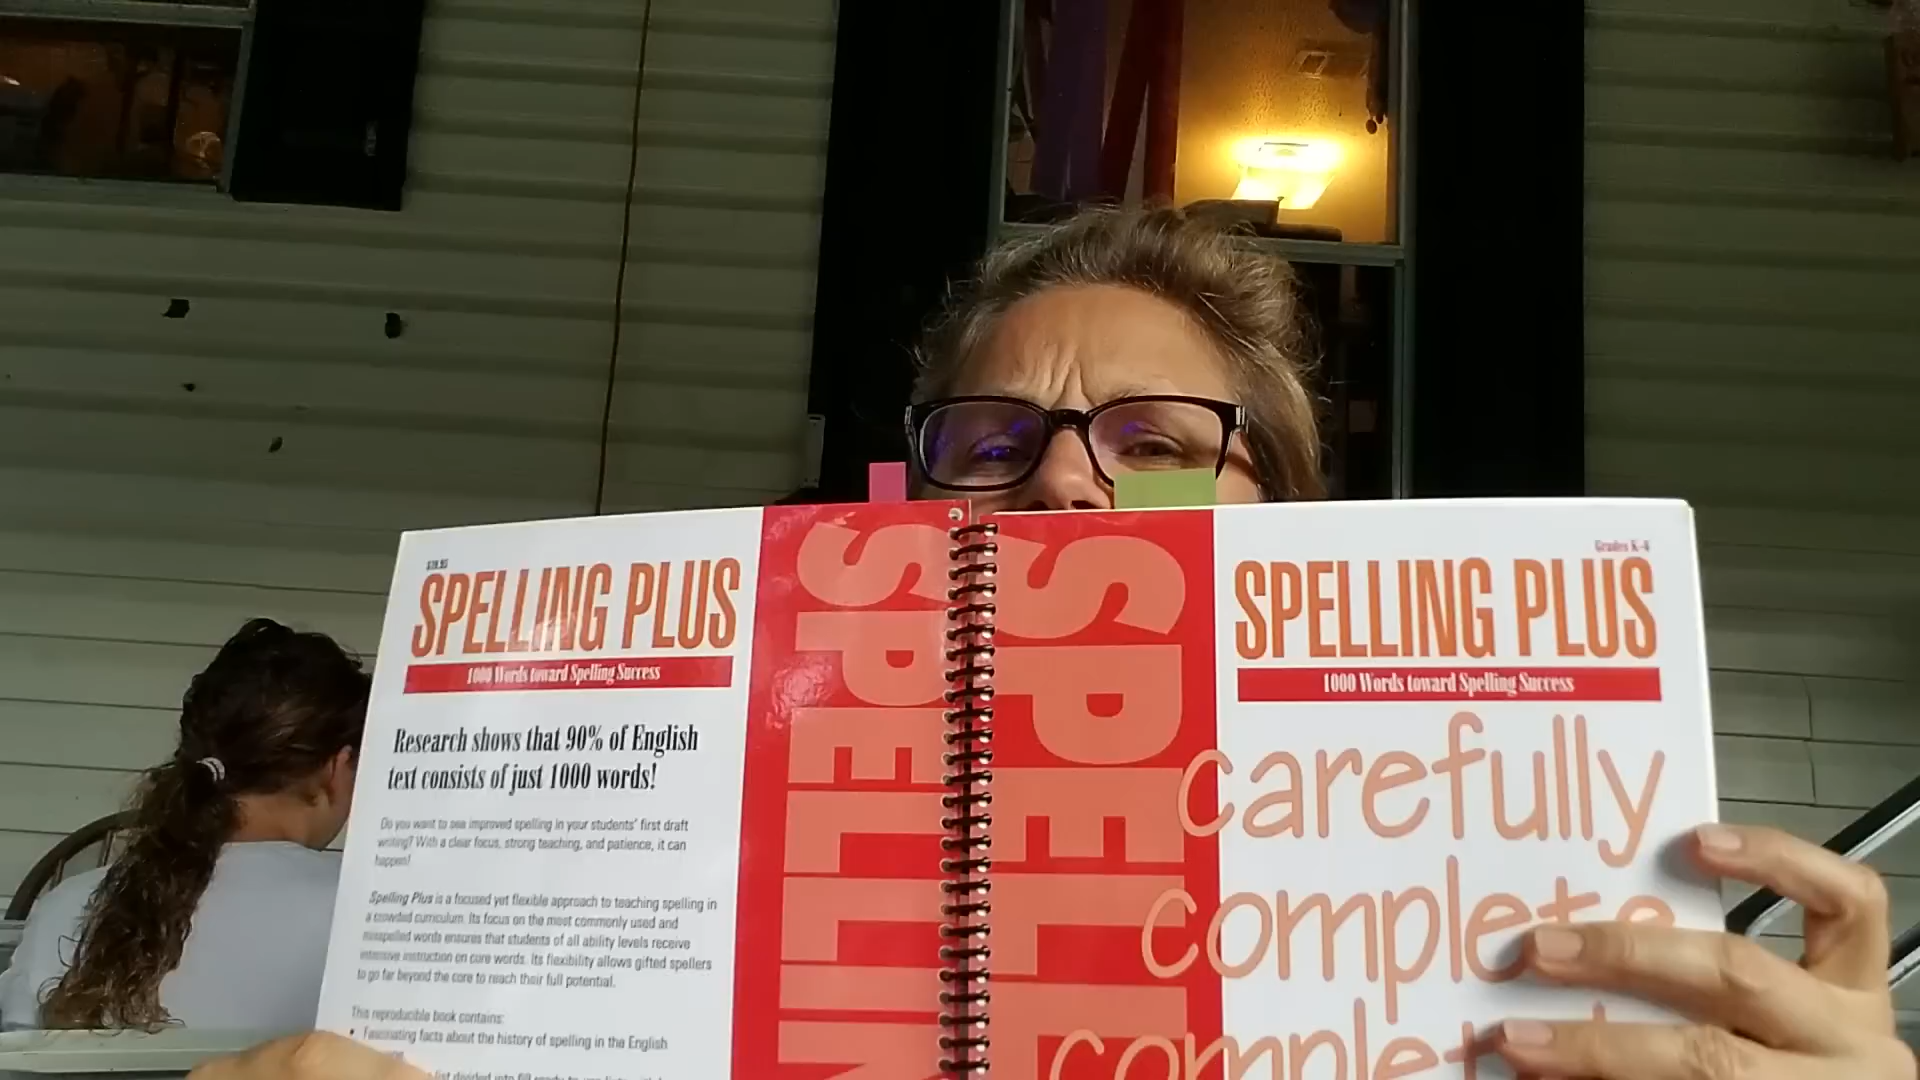 $19.95
SPELLING PLUS
1000 Words toward Spelling Success
Research shows that 90% of English
text consists of just 1000 words!
Do you want to see improved spelling in your students' first draft
writing? With a clear focus, strong teaching, and patience, it can
happen!
Spelling Plus is a focused yet flexible approach to teaching spelling in
a crowded curriculum. Its focus on the most commonly used and
misspelled words ensures that students of all ability levels receive
intensive instruction on core words. Its flexibility allows gifted spellers
to go far beyond the core to reach their full potential.
This reproducible book contains:
• Fascinating facts about the history of spelling in the English
list divided into
SPELLIN
SPELL
Grades K–6
SPELLING PLUS
1000 Words toward Spelling Success
carefully
complete